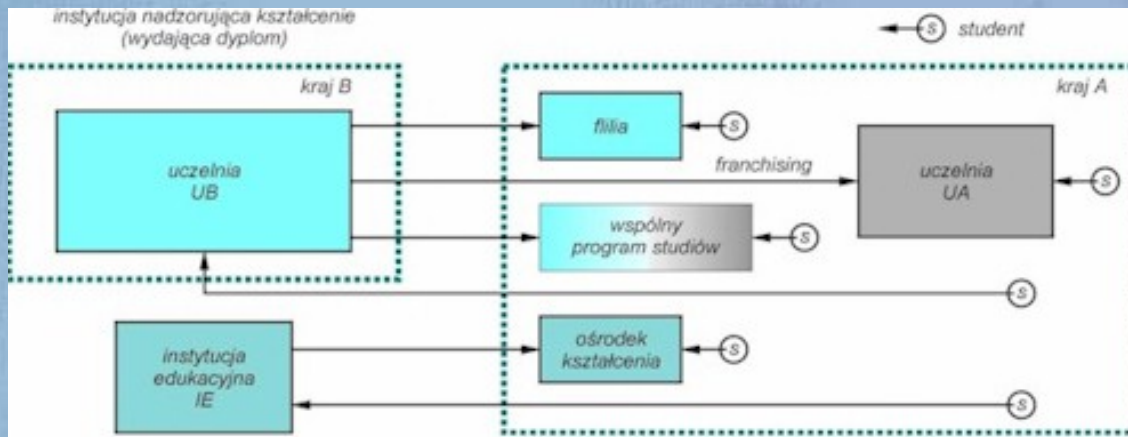 instytucja nadzorująca kształcenie
(wydająca dyplom)
s student
kraj B
kraj A
uczelnia
UB
flilia
s
franchising
uczelnia
UA
s
wspólny
program studiów
s
s
instytucja
edukacyjna
IE
ośrodek
kształcenia
s
s